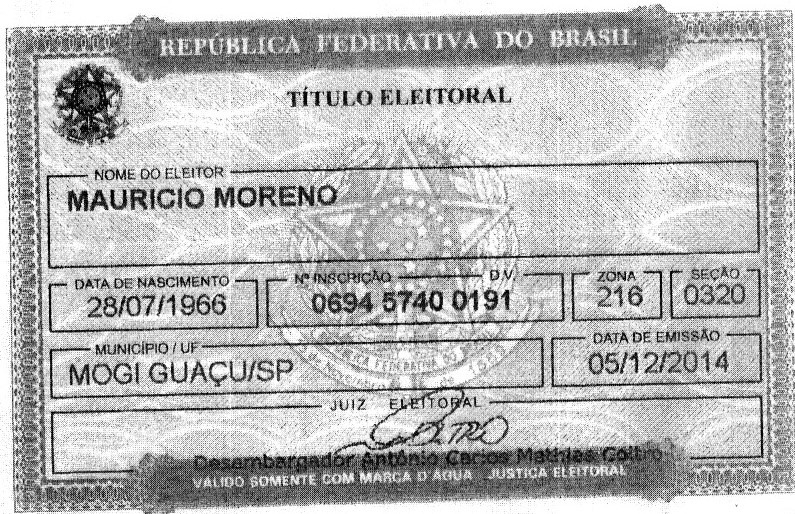 REPÚBLICA FEDERATIVA DO BRASIL
TÍTULO ELEITORAL
NOME DO ELEITOR
MAURICIO MORENO
DATA DE NASCIMENTO Nº INSCRIÇÃO D.V. ZONA SEÇÃO
28/07/1966 0694 5740 0191 216 0320
MUNICÍPIO / UF DATA DE EMISSÃO
MOGI GUAÇU/SP 05/12/2014
JUIZ ELEITORAL
Desembargador Antônio Carlos Mathias Coltro
VÁLIDO SOMENTE COM MARCA D'ÁGUA JUSTIÇA ELEITORAL